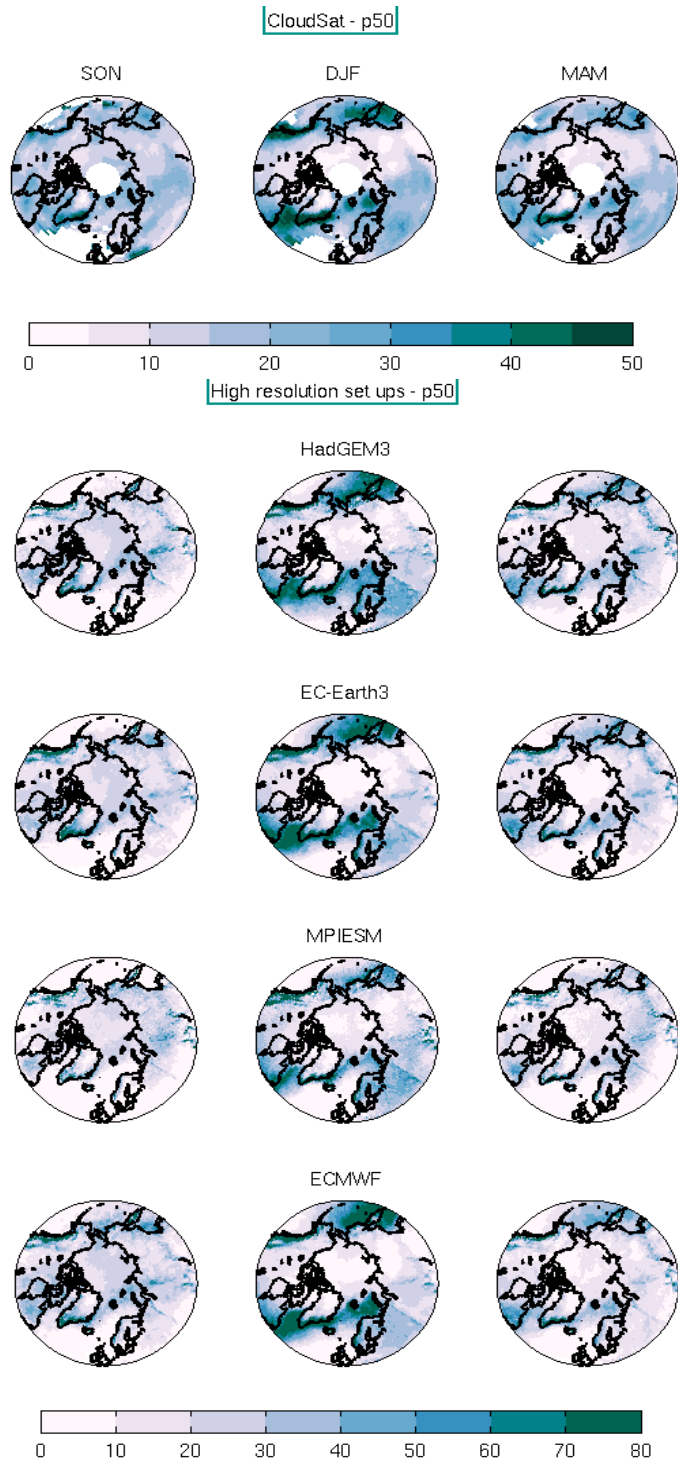 CloudSat - p50
SON DJF MAM
0 10 20 30 40 50
High resolution set ups - p50
HadGEM3
EC-Earth3
MPIESM
ECMWF
0 10 20 30 40 50 60 70 80